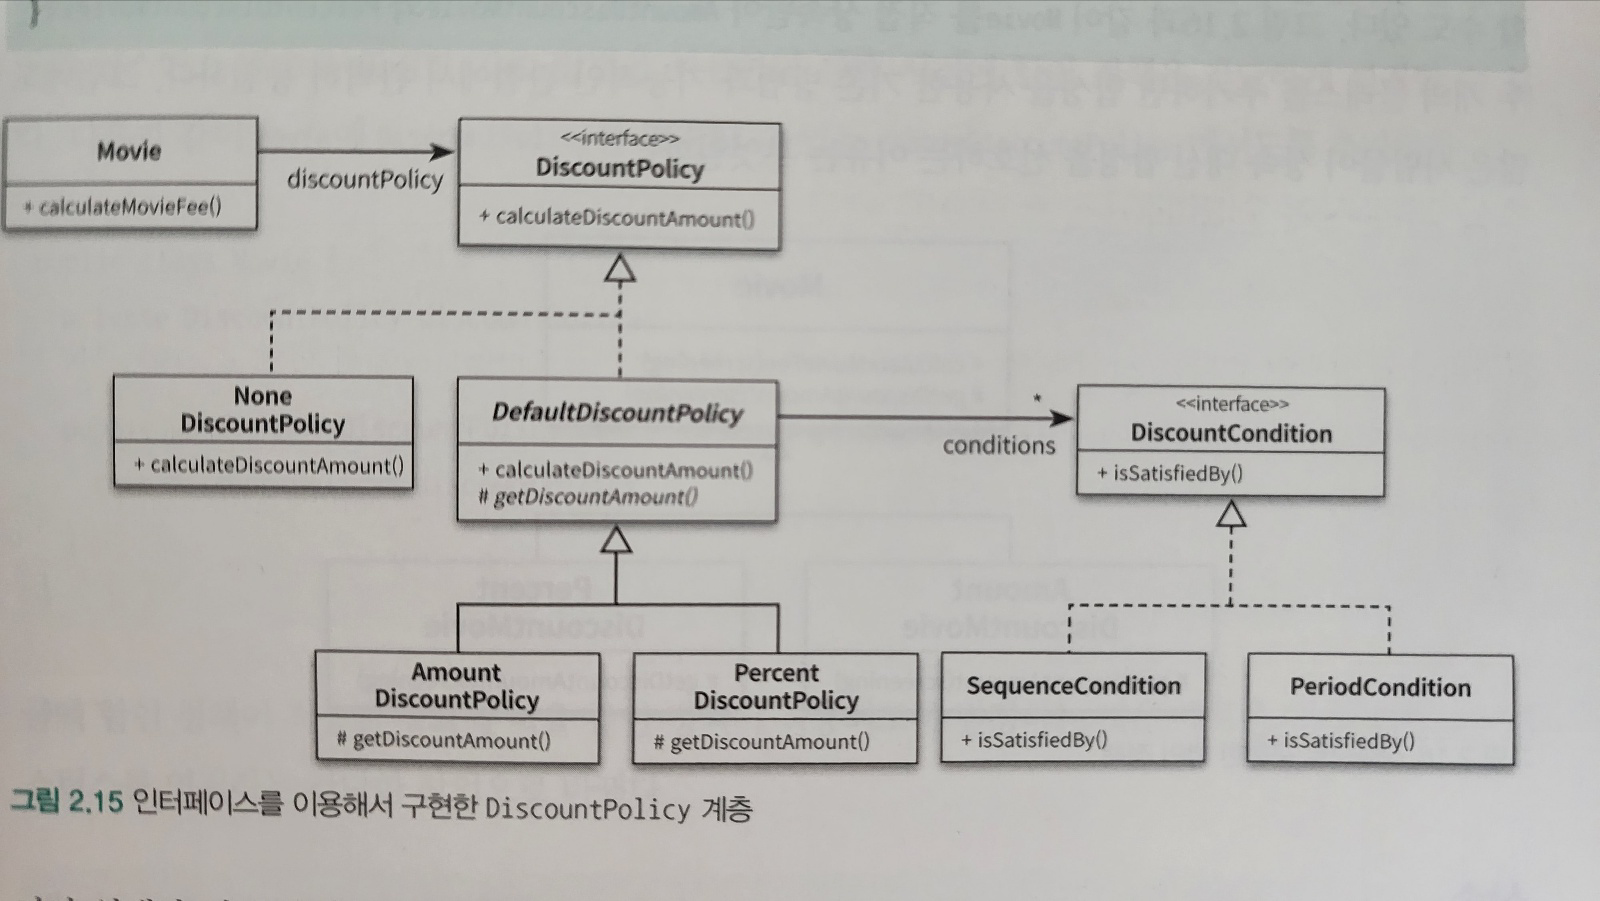 }
Movie
+ calculateMovieFee()
discountPolicy
<<interface>>
DiscountPolicy
+ calculateDiscountAmount()
None
DiscountPolicy
+ calculateDiscountAmount()
DefaultDiscountPolicy
+ calculateDiscountAmount()
# getDiscountAmount()
*
conditions
<<interface>>
DiscountCondition
+ isSatisfiedBy()
Amount
DiscountPolicy
# getDiscountAmount()
Percent
DiscountPolicy
# getDiscountAmount()
SequenceCondition
+ isSatisfiedBy()
PeriodCondition
+ isSatisfiedBy()
그림 2.15 인터페이스를 이용해서 구현한 DiscountPolicy 계층